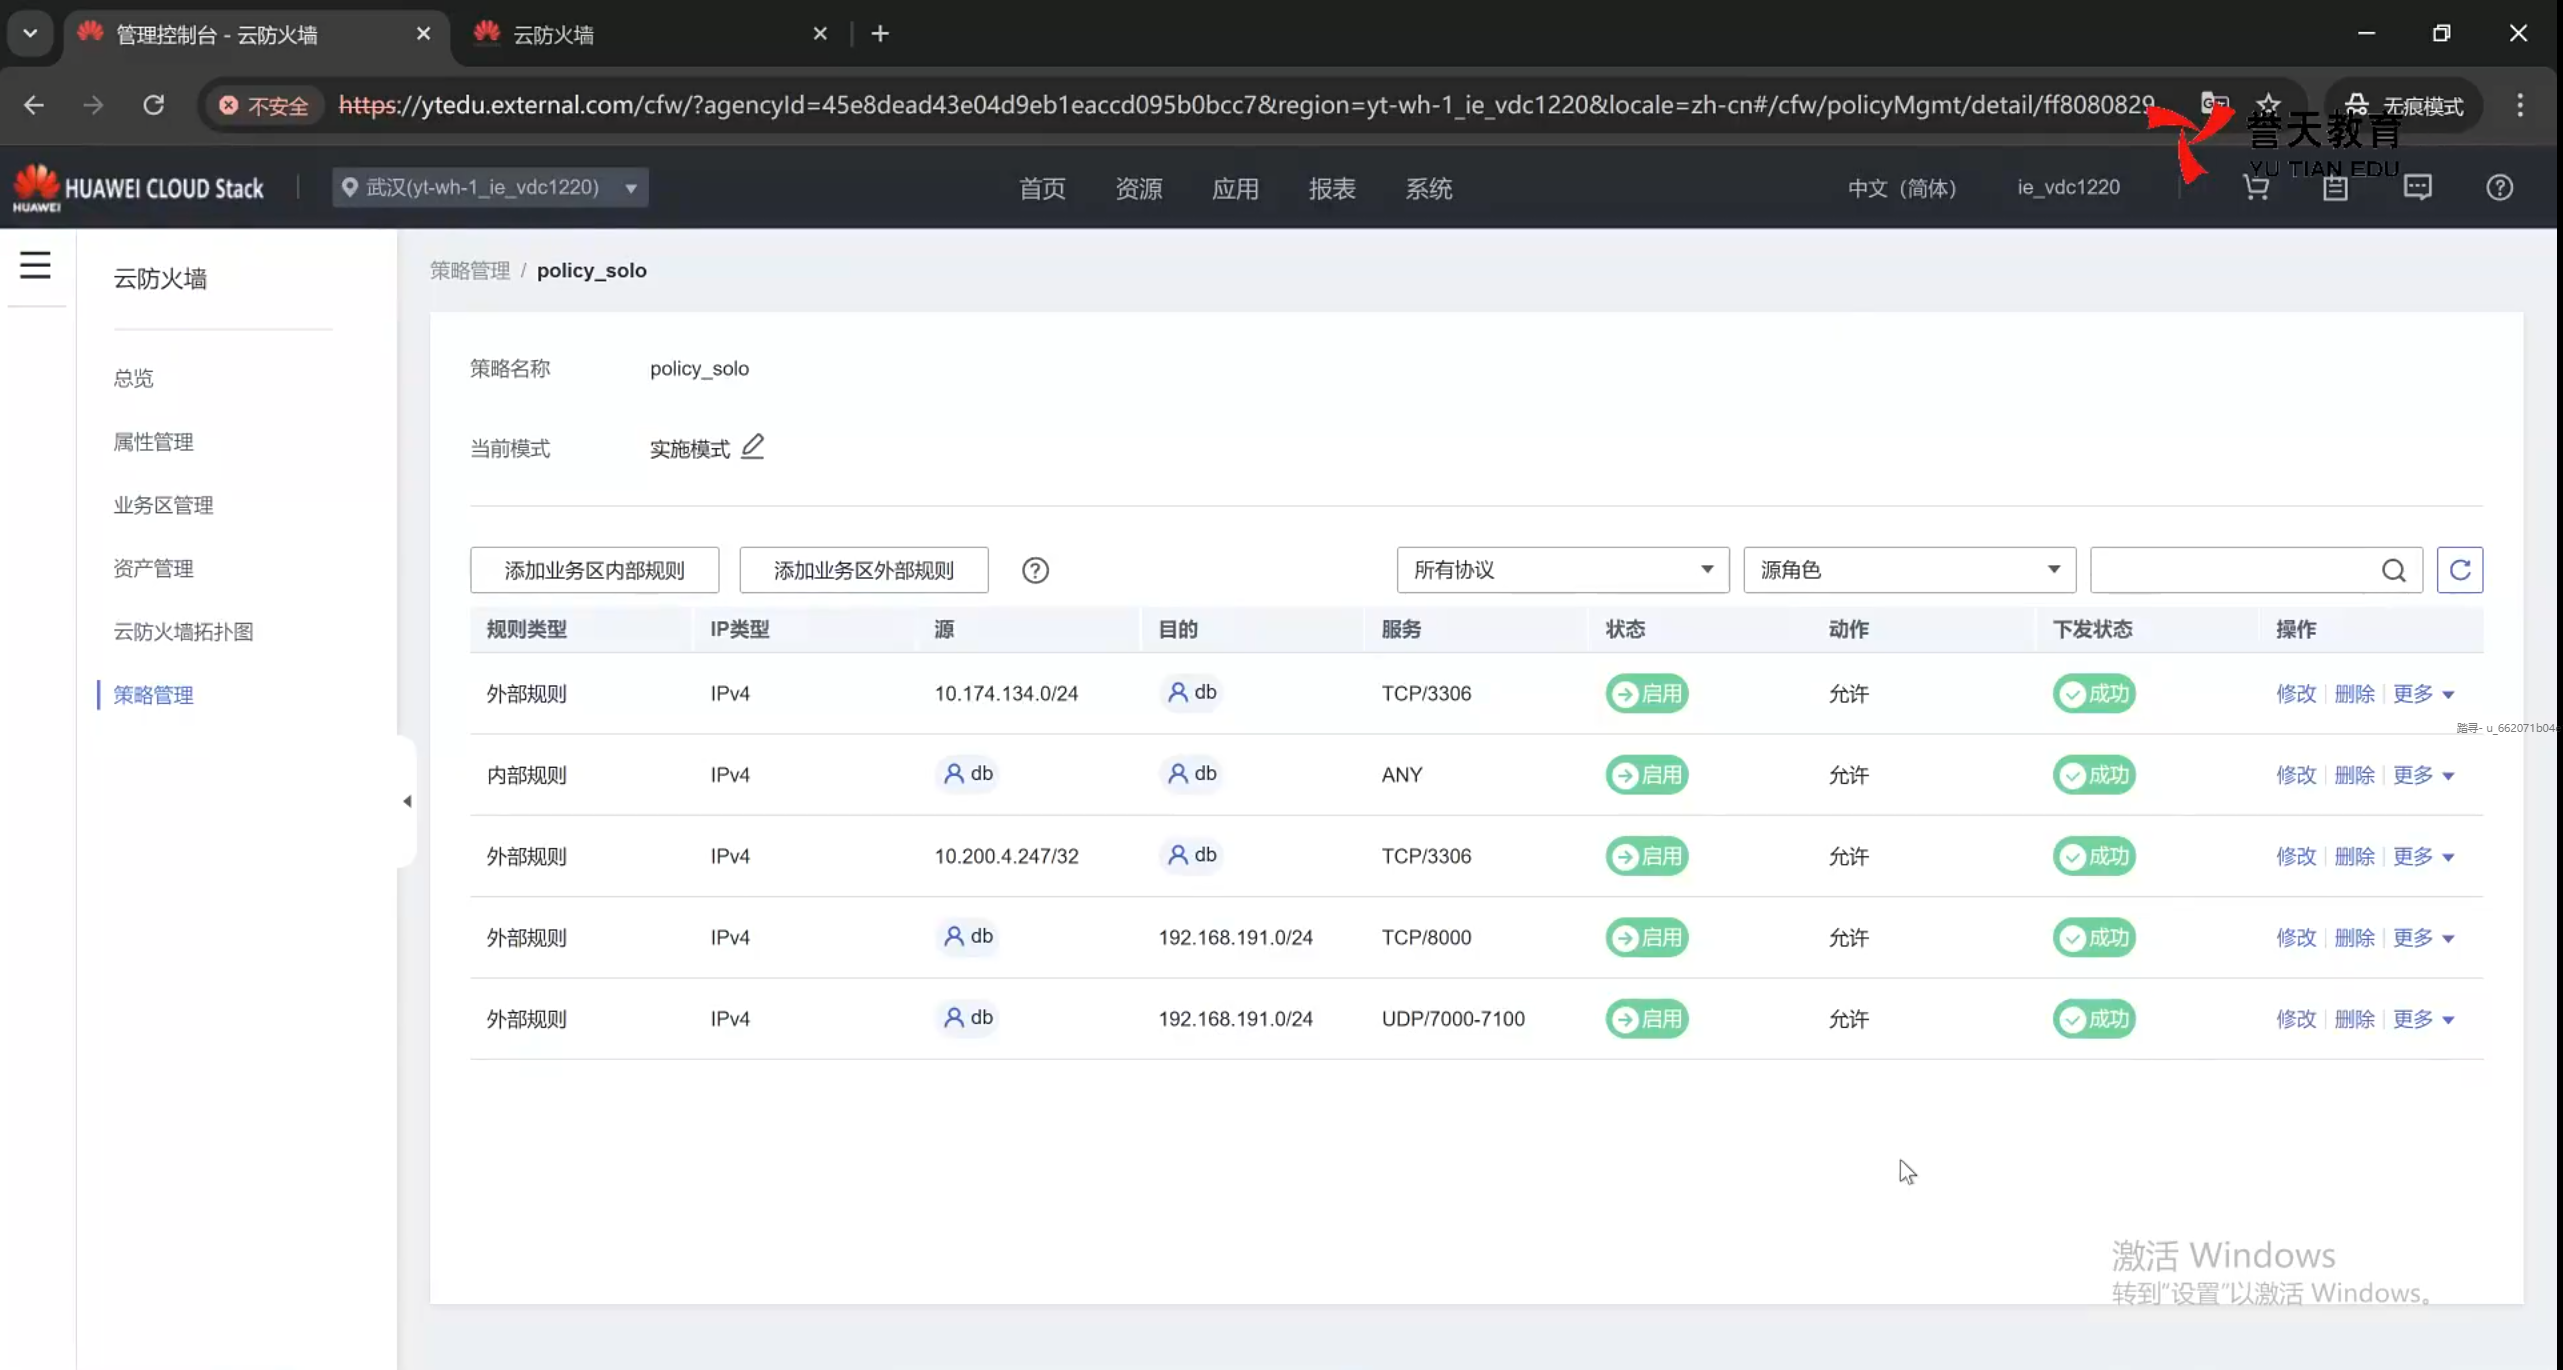 管理控制台 - 云防火墙
云防火墙
不安全 https://ytedu.external.com/cfw/?agencyId=45e8dead43e04d9eb1eaccd095b0bcc7&region=yt-wh-1_ie_vdc1220&locale=zh-cn#/cfw/policyMgmt/detail/ff8080829 无痕模式
誉天教育
YU TIAN EDU
HUAWEI
HUAWEI CLOUD Stack 武汉(yt-wh-1_ie_vdc1220) 首页 资源 应用 报表 系统 中文（简体） ie_vdc1220
云防火墙
总览
属性管理
业务区管理
资产管理
云防火墙拓扑图
策略管理
策略管理 / policy_solo
策略名称 policy_solo
当前模式 实施模式
添加业务区内部规则 添加业务区外部规则 所有协议 源角色
规则类型 IP类型 源 目的 服务 状态 动作 下发状态 操作
外部规则 IPv4 10.174.134.0/24 db TCP/3306 启用 允许 成功 修改 删除 更多
内部规则 IPv4 db db ANY 启用 允许 成功 修改 删除 更多
外部规则 IPv4 10.200.4.247/32 db TCP/3306 启用 允许 成功 修改 删除 更多
外部规则 IPv4 db 192.168.191.0/24 TCP/8000 启用 允许 成功 修改 删除 更多
外部规则 IPv4 db 192.168.191.0/24 UDP/7000-7100 启用 允许 成功 修改 删除 更多
激活 Windows
转到"设置"以激活 Windows。